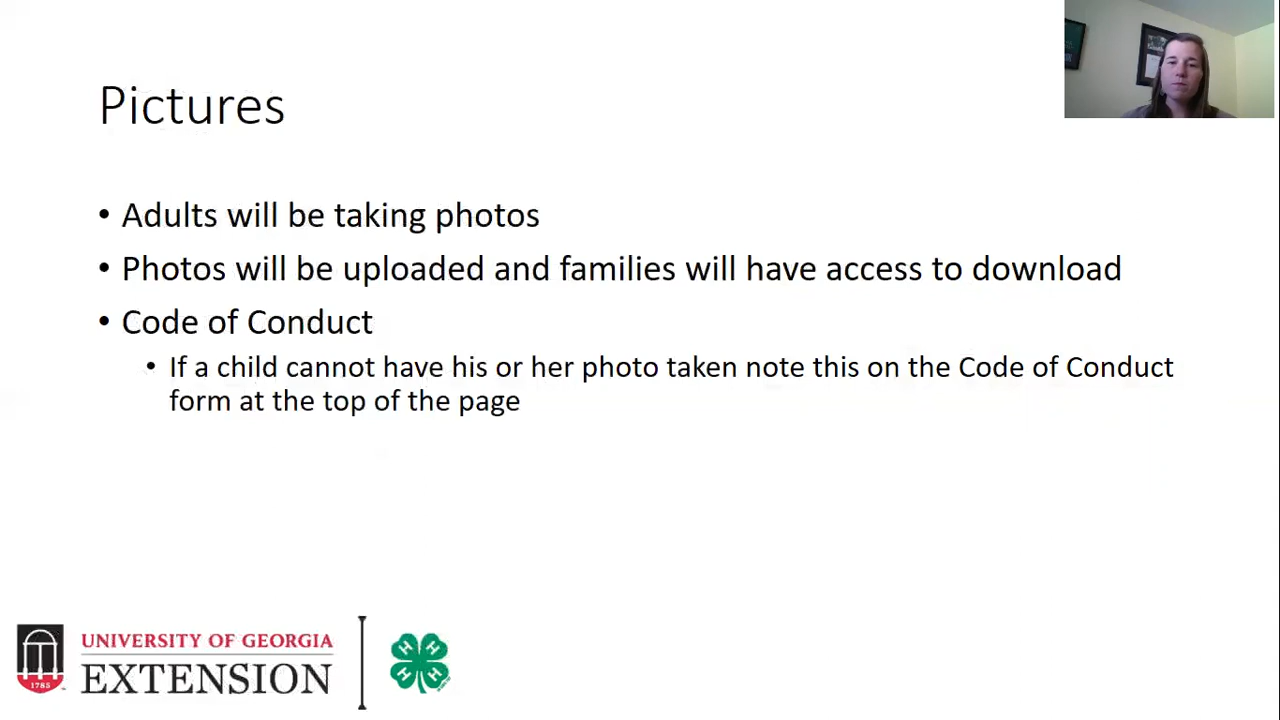 Pictures
• Adults will be taking photos
• Photos will be uploaded and families will have access to download
• Code of Conduct
• If a child cannot have his or her photo taken note this on the Code of Conduct
form at the top of the page
UNIVERSITY OF GEORGIA
EXTENSION
1785
H H
H H